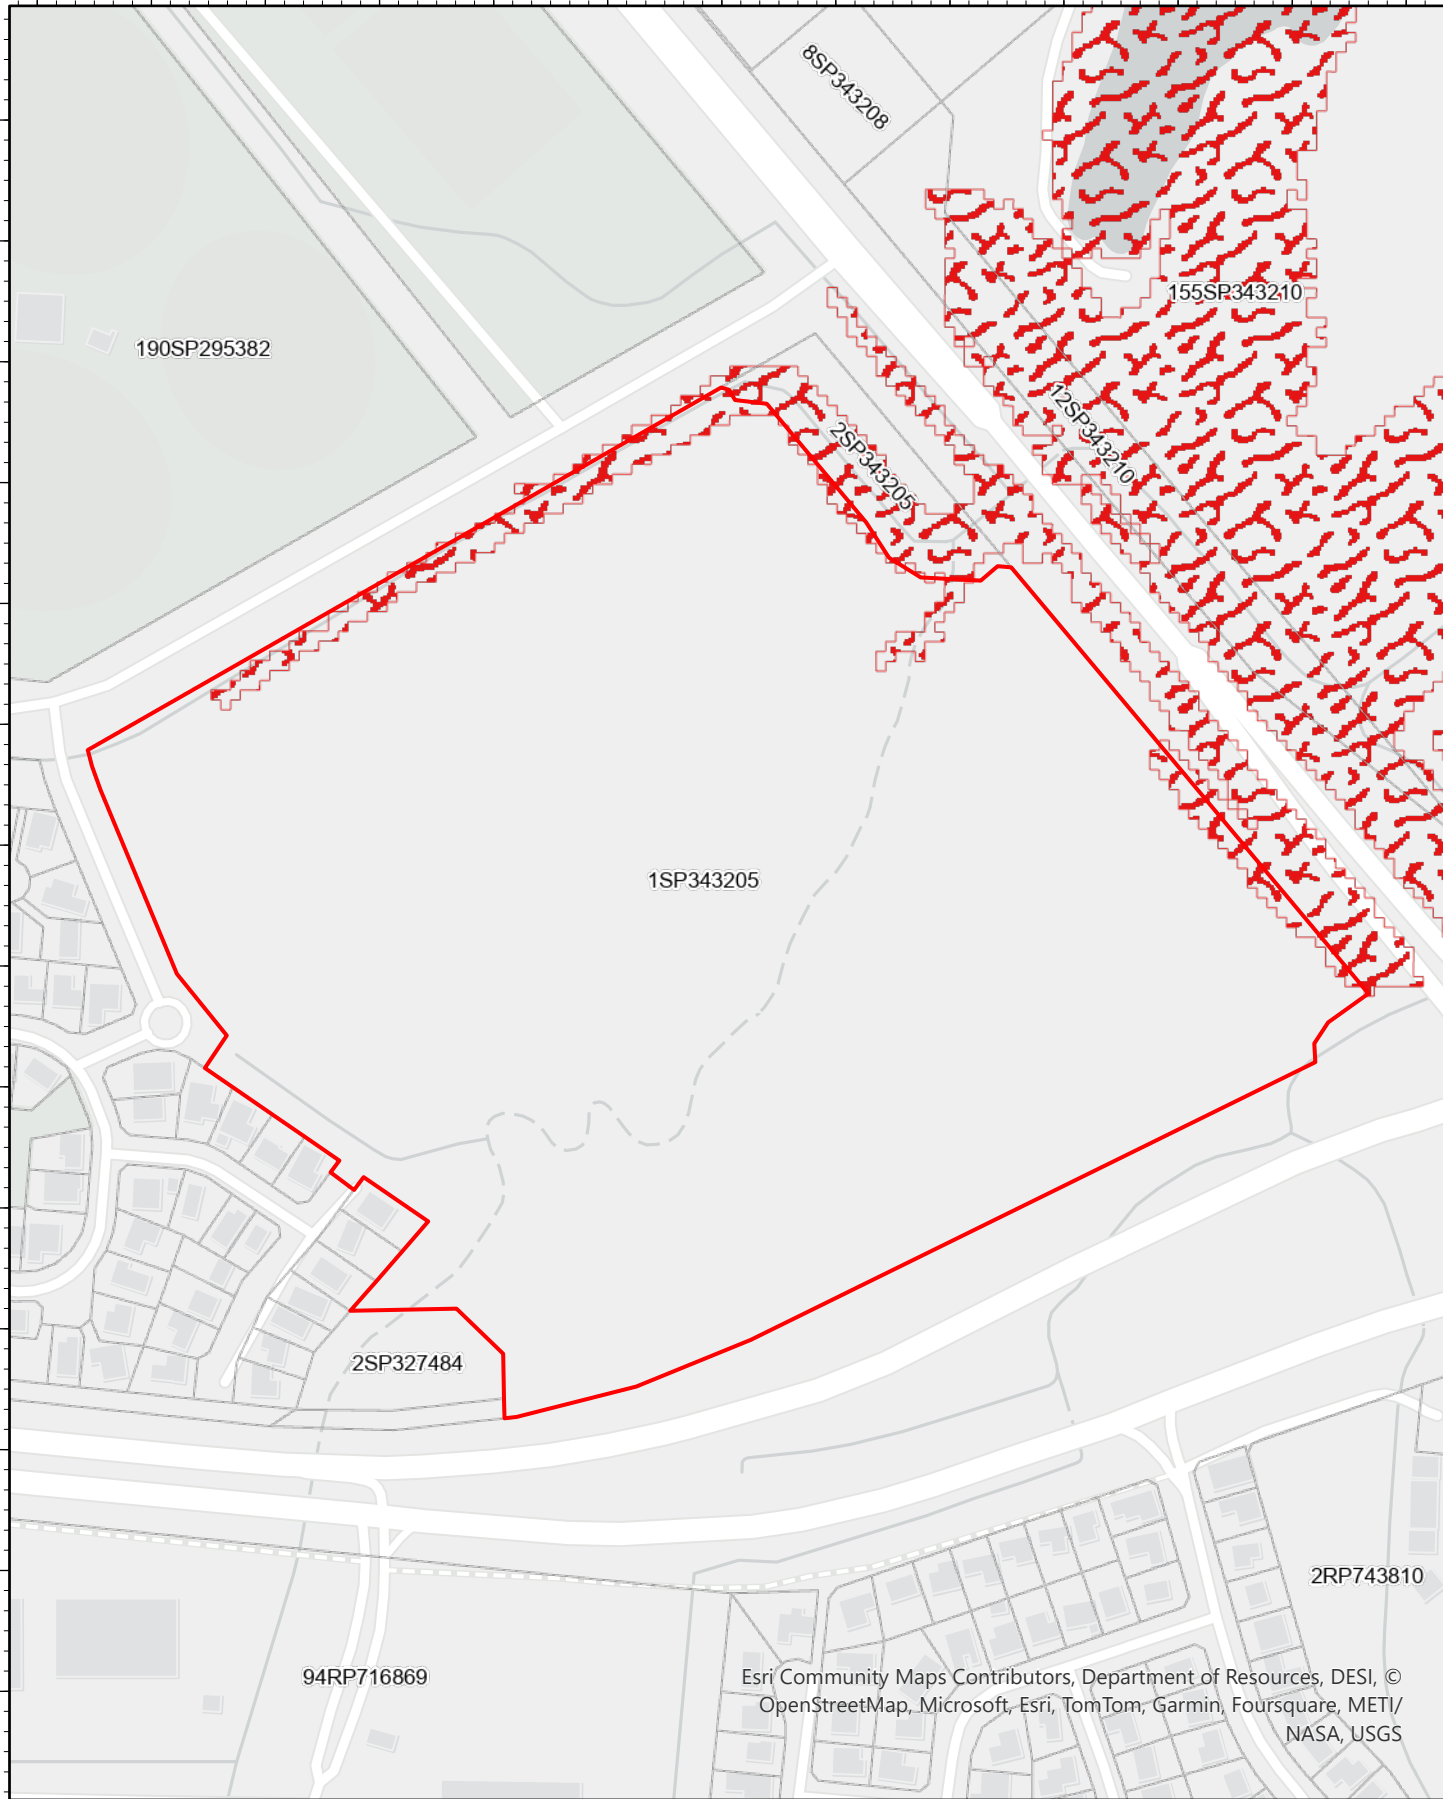 8SP343208
155SP343210
190SP295382
12SP343210
2SP343205
1SP343205
2SP327484
2RP743810
94RP716869
Esri Community Maps Contributors, Department of Resources, DESI, ©
OpenStreetMap, Microsoft, Esri, TomTom, Garmin, Foursquare, METI/
NASA, USGS